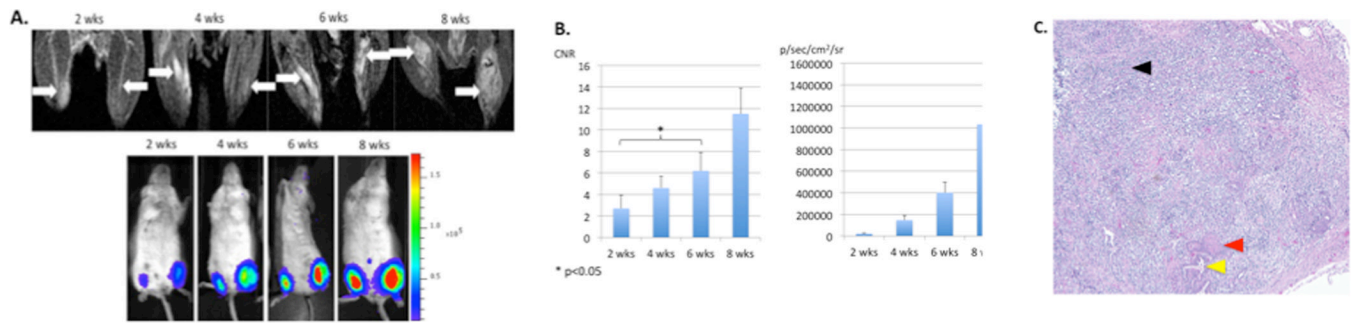 A.
2 wks 4 wks 6 wks 8 wks
2 wks 4 wks 6 wks 8 wks
1.5
1.0
x10⁵
0.5
B.
CNR
16
14
12
10
8
6
4
2
0
*
2 wks 4 wks 6 wks 8 wks
* p<0.05
p/sec/cm²/sr
1600000
1400000
1200000
1000000
800000
600000
400000
200000
0
2 wks 4 wks 6 wks 8
C.